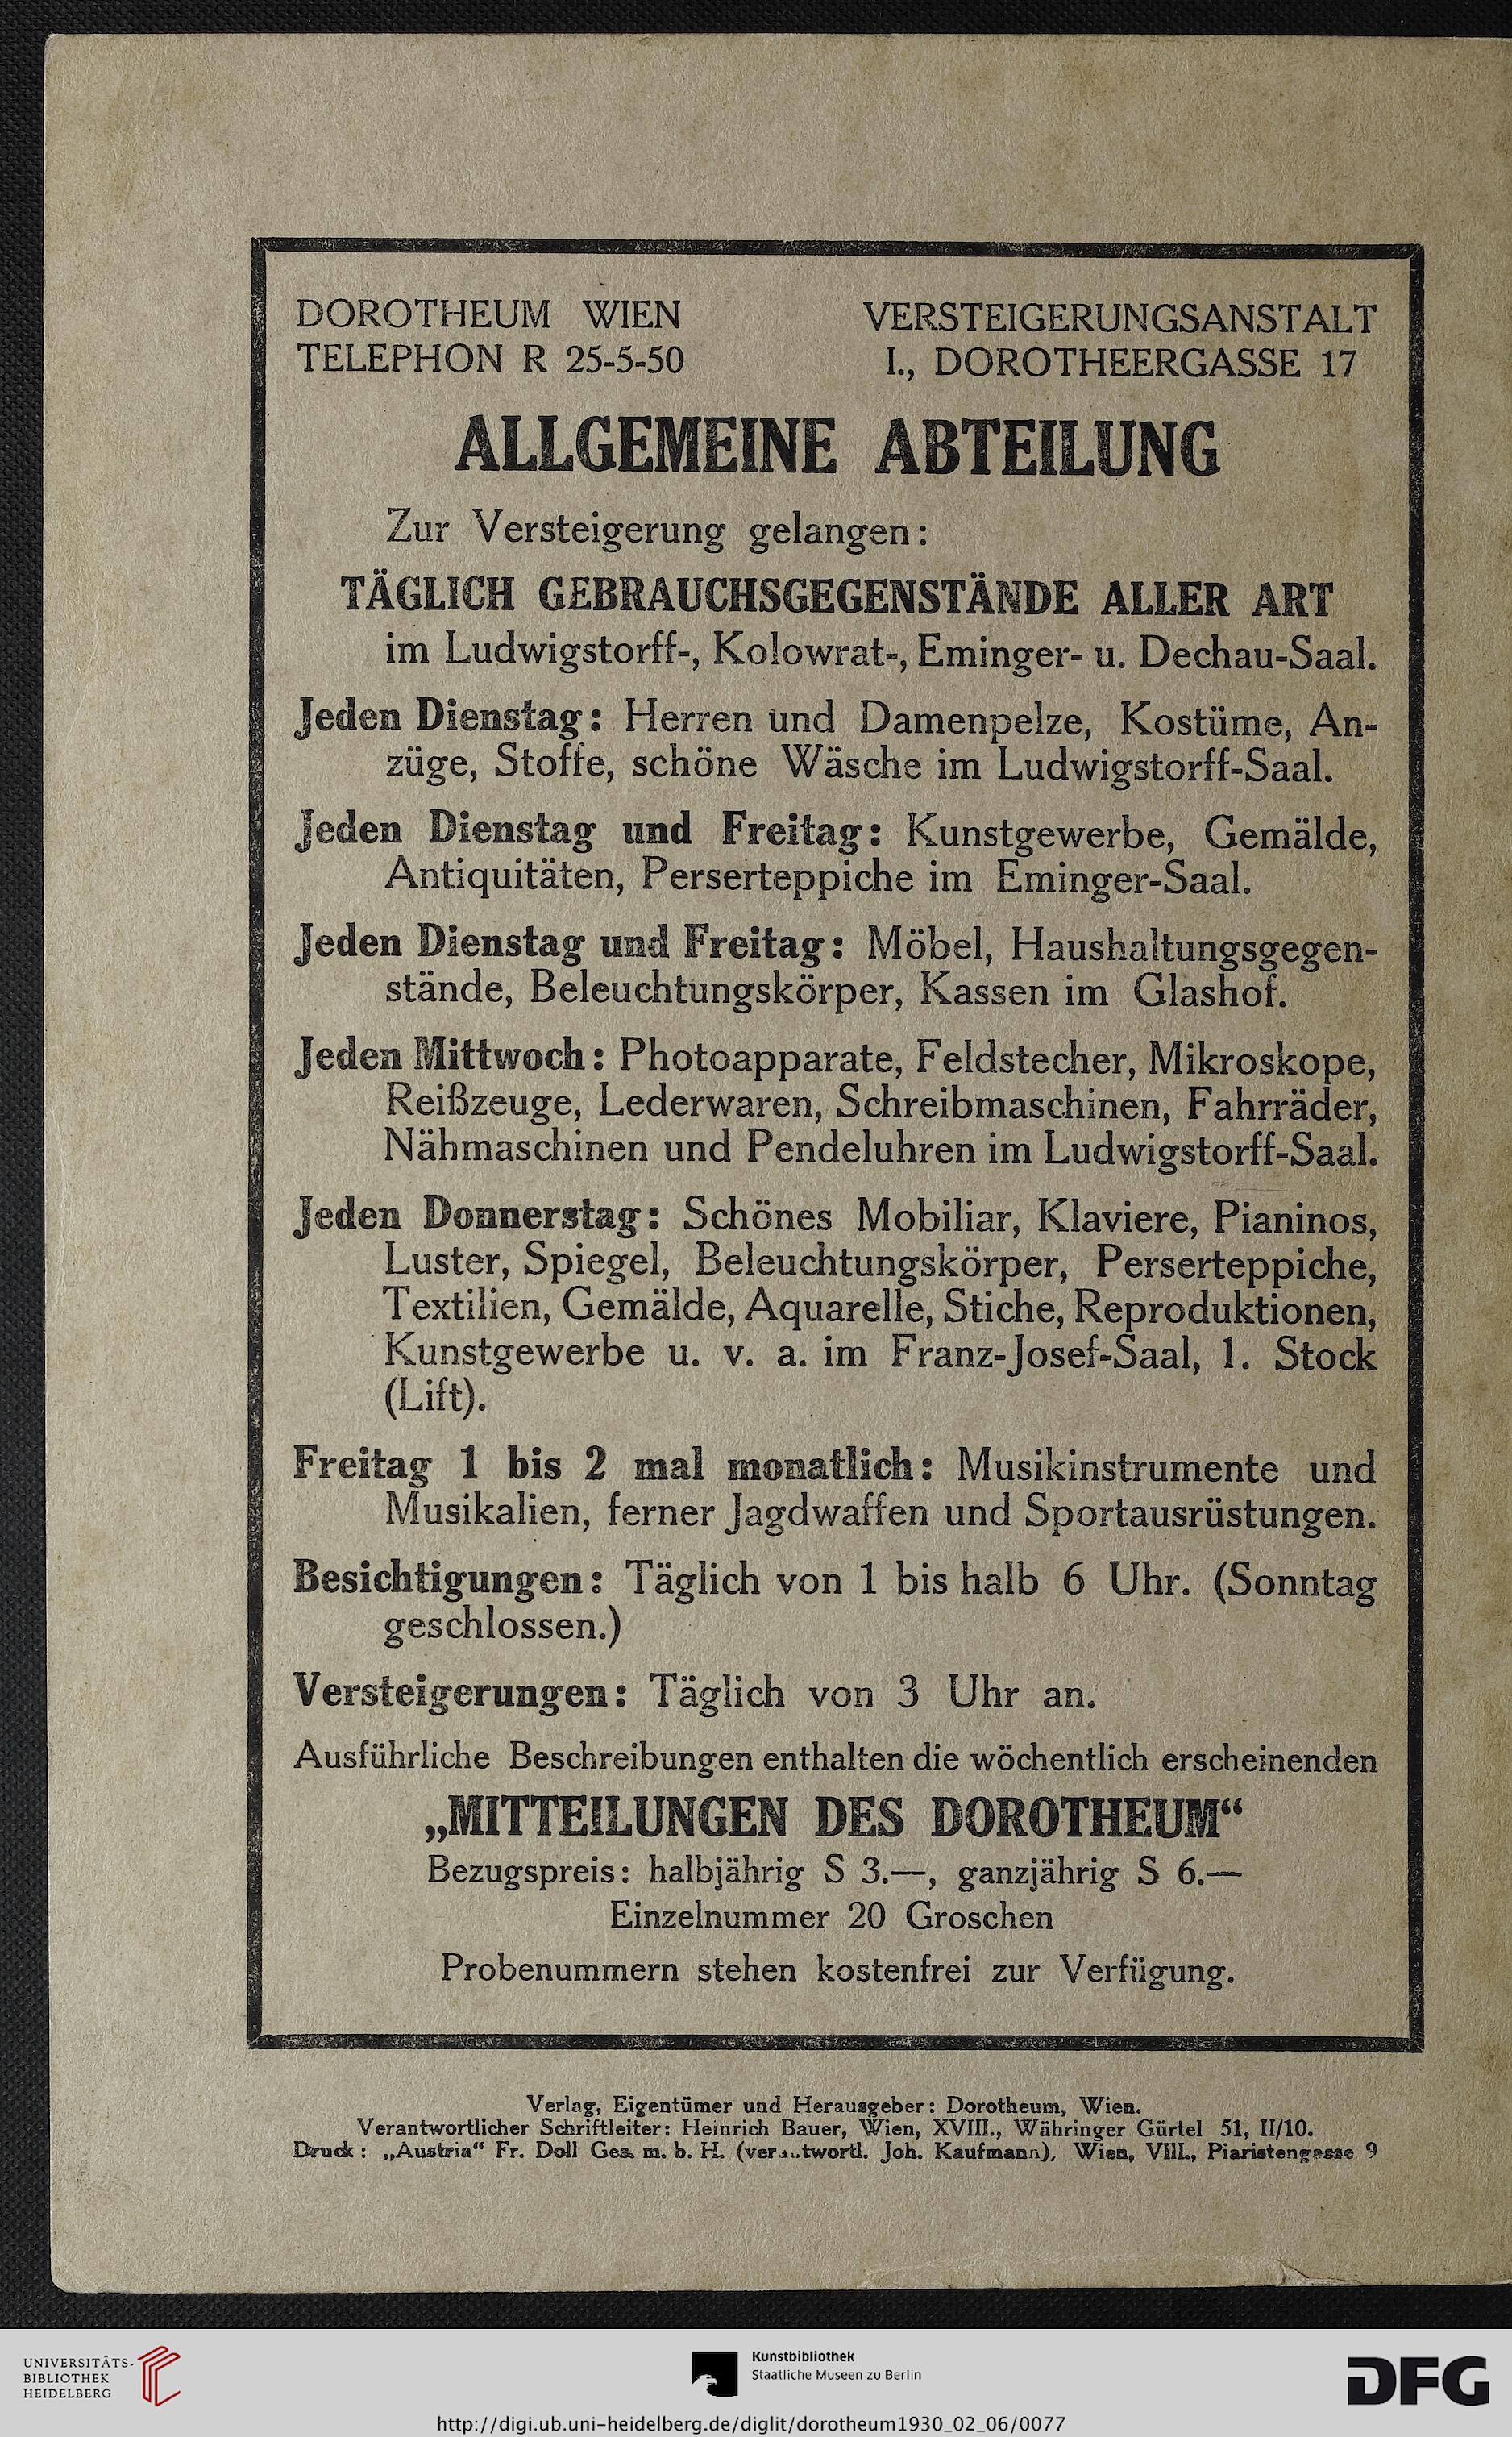 DOROTHEUM WIEN
TELEPHON R 25-5-50
VERSTEIGERUNGSANSTALT
I., DOROTHEERGASSE 17
ALLGEMEINE ABTEILUNG
Zur Versteigerung gelangen:
TÄGLICH GEBRAUCHSGEGENSTÄNDE ALLER ART
im Ludwigstorff-, Kolowrat-, Eminger- u. Dechau-Saal.
Jeden Dienstag: Herren und Damenpelze, Kostüme, An-
züge, Stoffe, schöne Wäsche im Ludwigstorff-Saal.
Jeden Dienstag und Freitag: Kunstgewerbe, Gemälde,
Antiquitäten, Perserteppiche im Eminger-Saal.
Jeden Dienstag und Freitag: Möbel, Haushaltungsgegen-
stände, Beleuchtungskörper, Kassen im Glashof.
Jeden Mittwoch: Photoapparate, Feldstecher, Mikroskope,
Reißzeuge, Lederwaren, Schreibmaschinen, Fahrräder,
Nähmaschinen und Pendeluhren im Ludwigstorff-Saal.
Jeden Donnerstag: Schönes Mobiliar, Klaviere, Pianinos,
Luster, Spiegel, Beleuchtungskörper, Perserteppiche,
Textilien, Gemälde, Aquarelle, Stiche, Reproduktionen,
Kunstgewerbe u. v. a. im Franz-Josef-Saal, 1. Stock
(Lift).
Freitag 1 bis 2 mal monatlich: Musikinstrumente und
Musikalien, ferner Jagdwaffen und Sportausrüstungen.
Besichtigungen: Täglich von 1 bis halb 6 Uhr. (Sonntag
geschlossen.)
Versteigerungen: Täglich von 3 Uhr an.
Ausführliche Beschreibungen enthalten die wöchentlich erscheinenden
„MITTEILUNGEN DES DOROTHEUM“
Bezugspreis: halbjährig S 3.—, ganzjährig S 6.—
Einzelnummer 20 Groschen
Probenummern stehen kostenfrei zur Verfügung.
Verlag, Eigentümer und Herausgeber: Dorotheum, Wien.
Verantwortlicher Schriftleiter: Heinrich Bauer, Wien, XVIII., Währinger Gürtel 51, II/10.
Druck: „Austria“ Fr. Doll Ges. m. b. H. Joh. Kaufmann), Wien, VIII., Piaristengasse 9
UNIVERSITÄTS-
BIBLIOTHEK
HEIDELBERG
Kunstbibliothek
Staatliche Museen zu Berlin
DFG
http://digi.ub.uni-heidelberg.de/diglit/dorotheum1930_02_06/0077